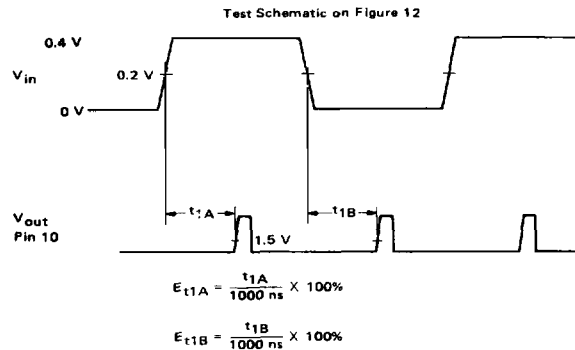 Test Schematic on Figure 12
0.4 V
Vin
0.2 V
0 V
t1A
t1B
Vout
Pin 10
1.5 V
Et1A = t1A / 1000 ns X 100%
Et1B = t1B / 1000 ns X 100%